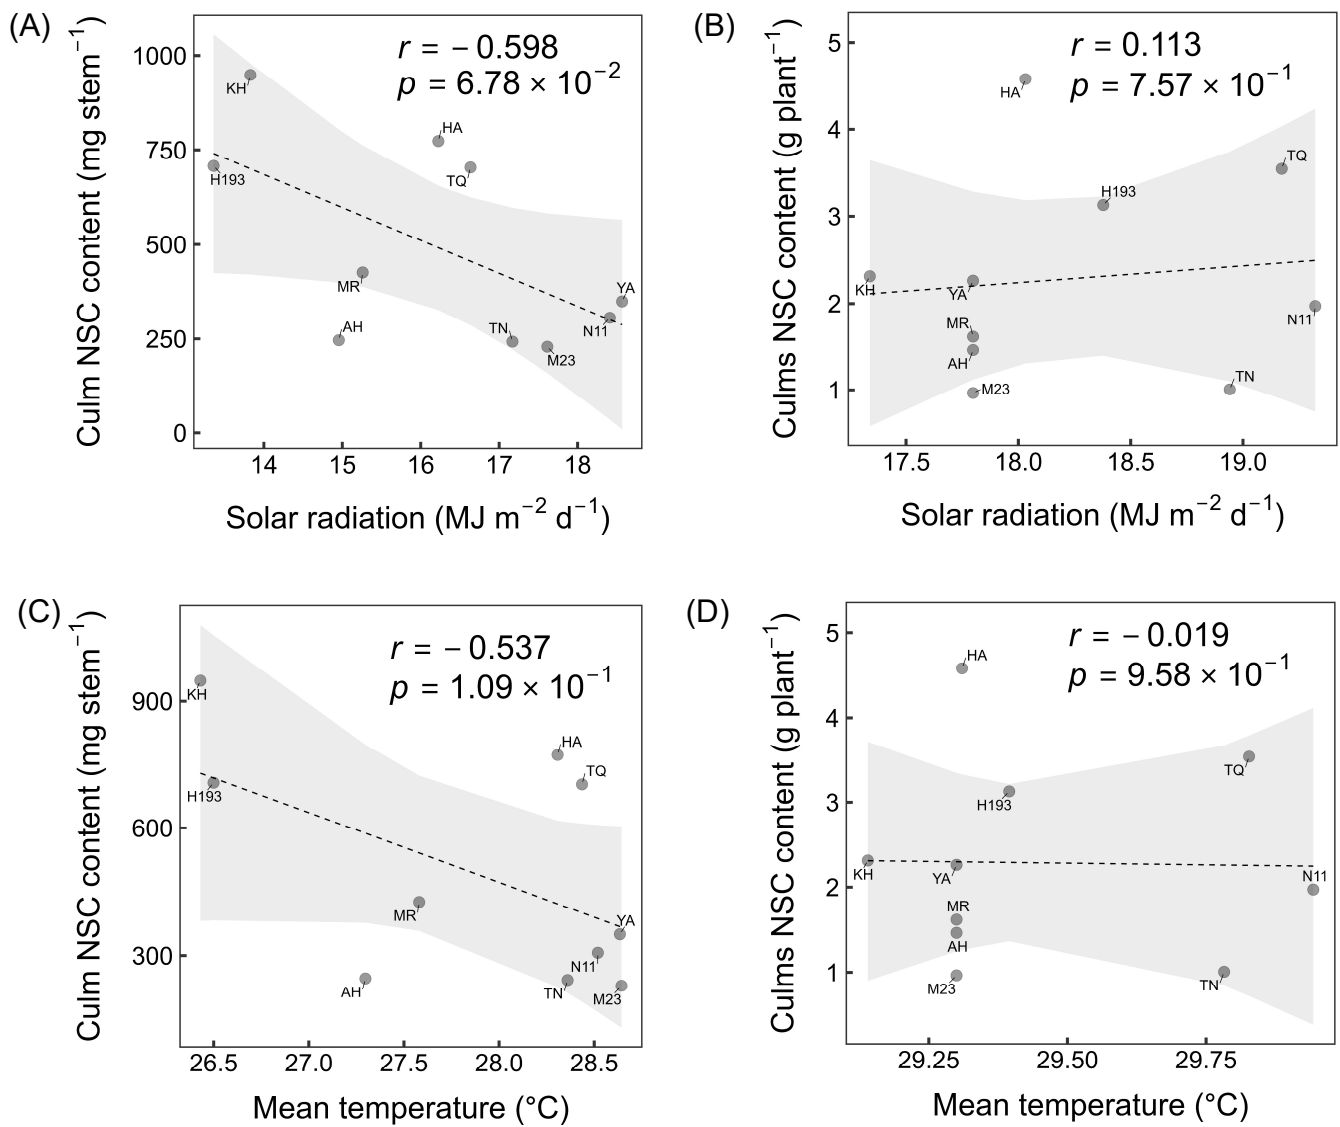 (A)
Culm NSC content (mg stem⁻¹)
1000
750
500
250
0
r = − 0.598
p = 6.78 × 10⁻²
KH
H193
HA
TQ
MR
AH
TN
M23
N11
YA
14 15 16 17 18
Solar radiation (MJ m⁻² d⁻¹)
(B)
Culms NSC content (g plant⁻¹)
5
4
3
2
1
r = 0.113
p = 7.57 × 10⁻¹
HA
TQ
H193
KH
YA
MR
AH
M23
N11
TN
17.5 18.0 18.5 19.0
Solar radiation (MJ m⁻² d⁻¹)
(C)
Culm NSC content (mg stem⁻¹)
900
600
300
r = − 0.537
p = 1.09 × 10⁻¹
KH
H193
HA
TQ
MR
AH
YA
N11
TN
M23
26.5 27.0 27.5 28.0 28.5
Mean temperature (°C)
(D)
Culms NSC content (g plant⁻¹)
5
4
3
2
1
r = − 0.019
p = 9.58 × 10⁻¹
HA
TQ
H193
KH
YA
N11
MR
AH
M23
TN
29.25 29.50 29.75
Mean temperature (°C)